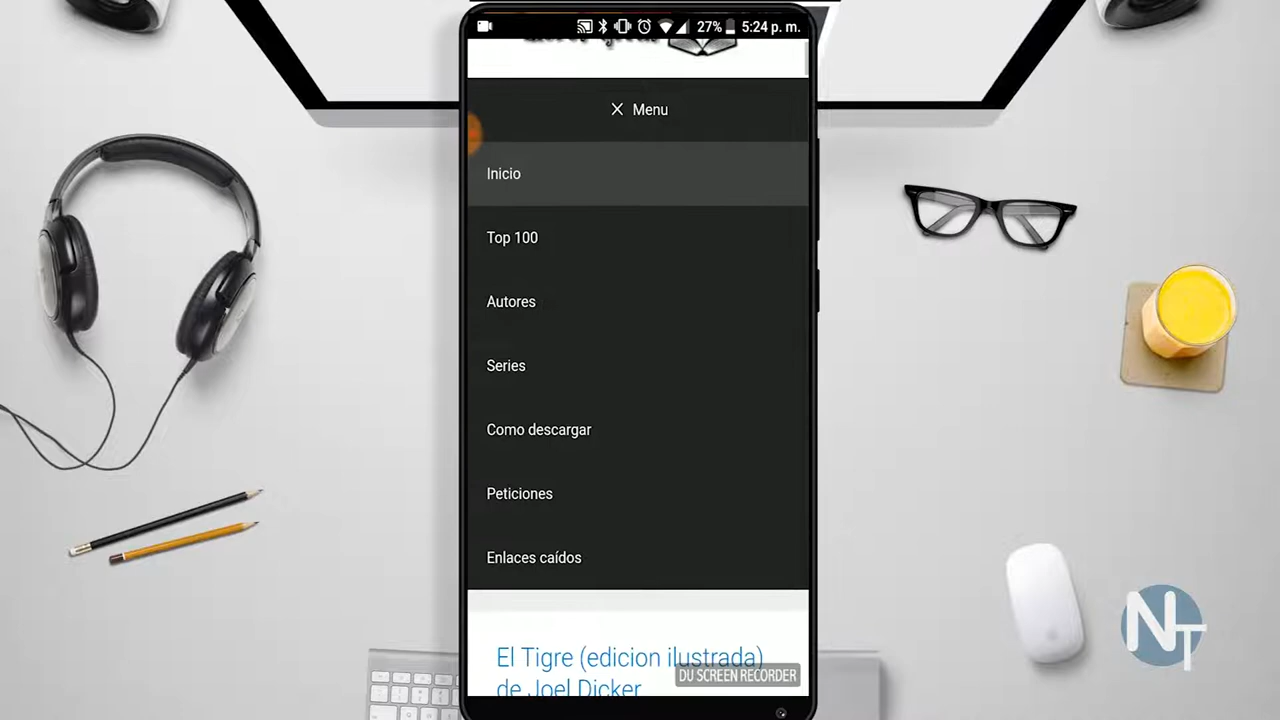 27% 5:24 p. m.
Menu
Inicio
Top 100
Autores
Series
Como descargar
Peticiones
Enlaces caídos
El Tigre (edicion ilustrada)
de Joel Dicker
DU SCREEN RECORDER
NT